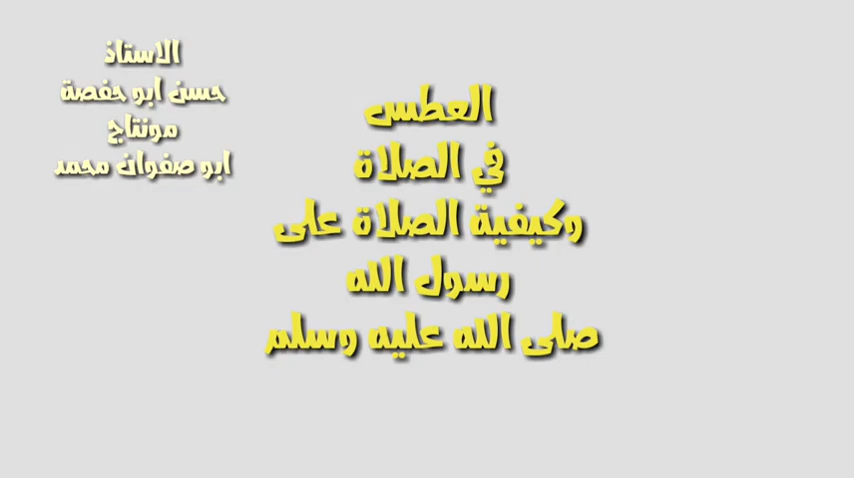 الاستاذ
حسن ابو حفصة
مونتاج
ابو صفوان محمد
العطس
في الصلاة
وكيفية الصلاة على
رسول الله
صلى الله عليه وسلم